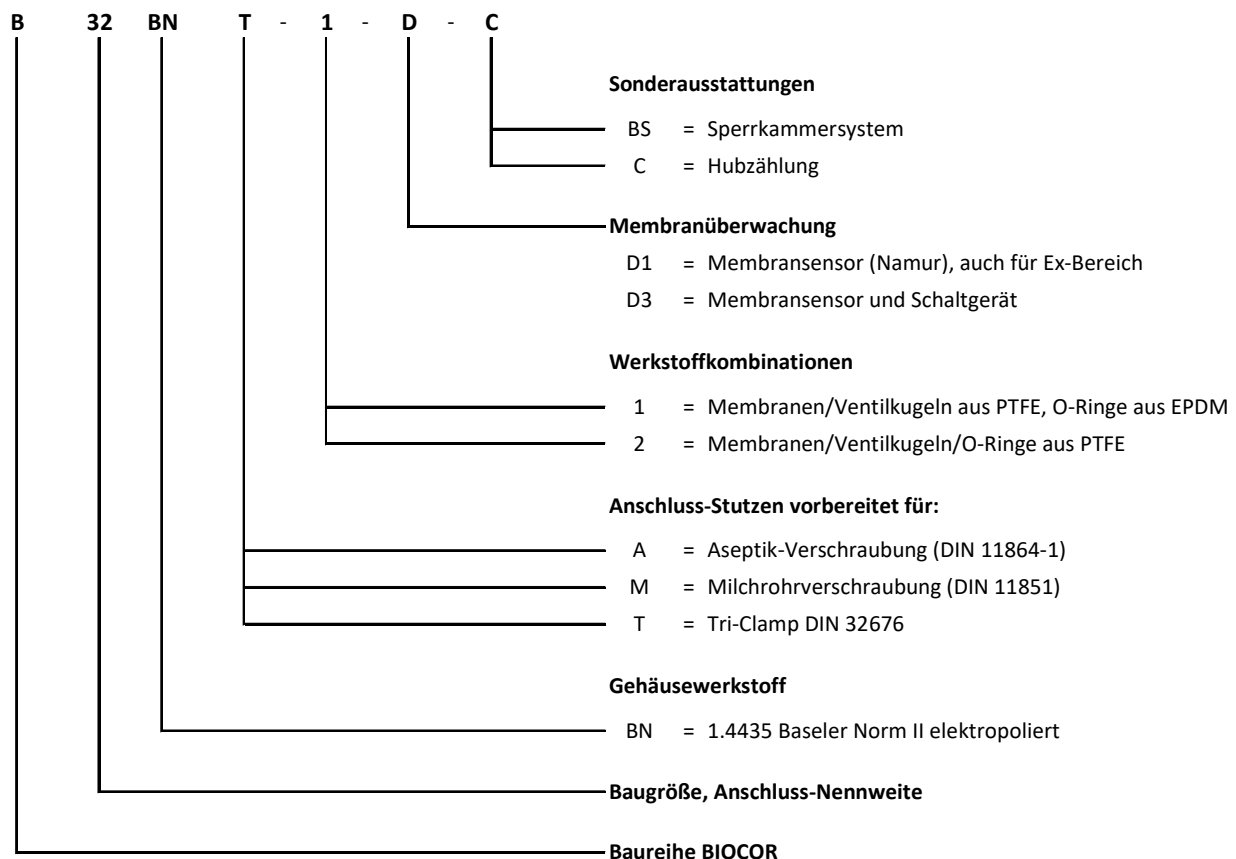 B 32 BN T - 1 - D - C
Sonderausstattungen
BS = Sperrkammersystem
C = Hubzählung
Membranüberwachung
D1 = Membransensor (Namur), auch für Ex-Bereich
D3 = Membransensor und Schaltgerät
Werkstoffkombinationen
1 = Membranen/Ventilkugeln aus PTFE, O-Ringe aus EPDM
2 = Membranen/Ventilkugeln/O-Ringe aus PTFE
Anschluss-Stutzen vorbereitet für:
A = Aseptik-Verschraubung (DIN 11864-1)
M = Milchrohrverschraubung (DIN 11851)
T = Tri-Clamp DIN 32676
Gehäusewerkstoff
BN = 1.4435 Baseler Norm II elektropoliert
Baugröße, Anschluss-Nennweite
Baureihe BIOCOR